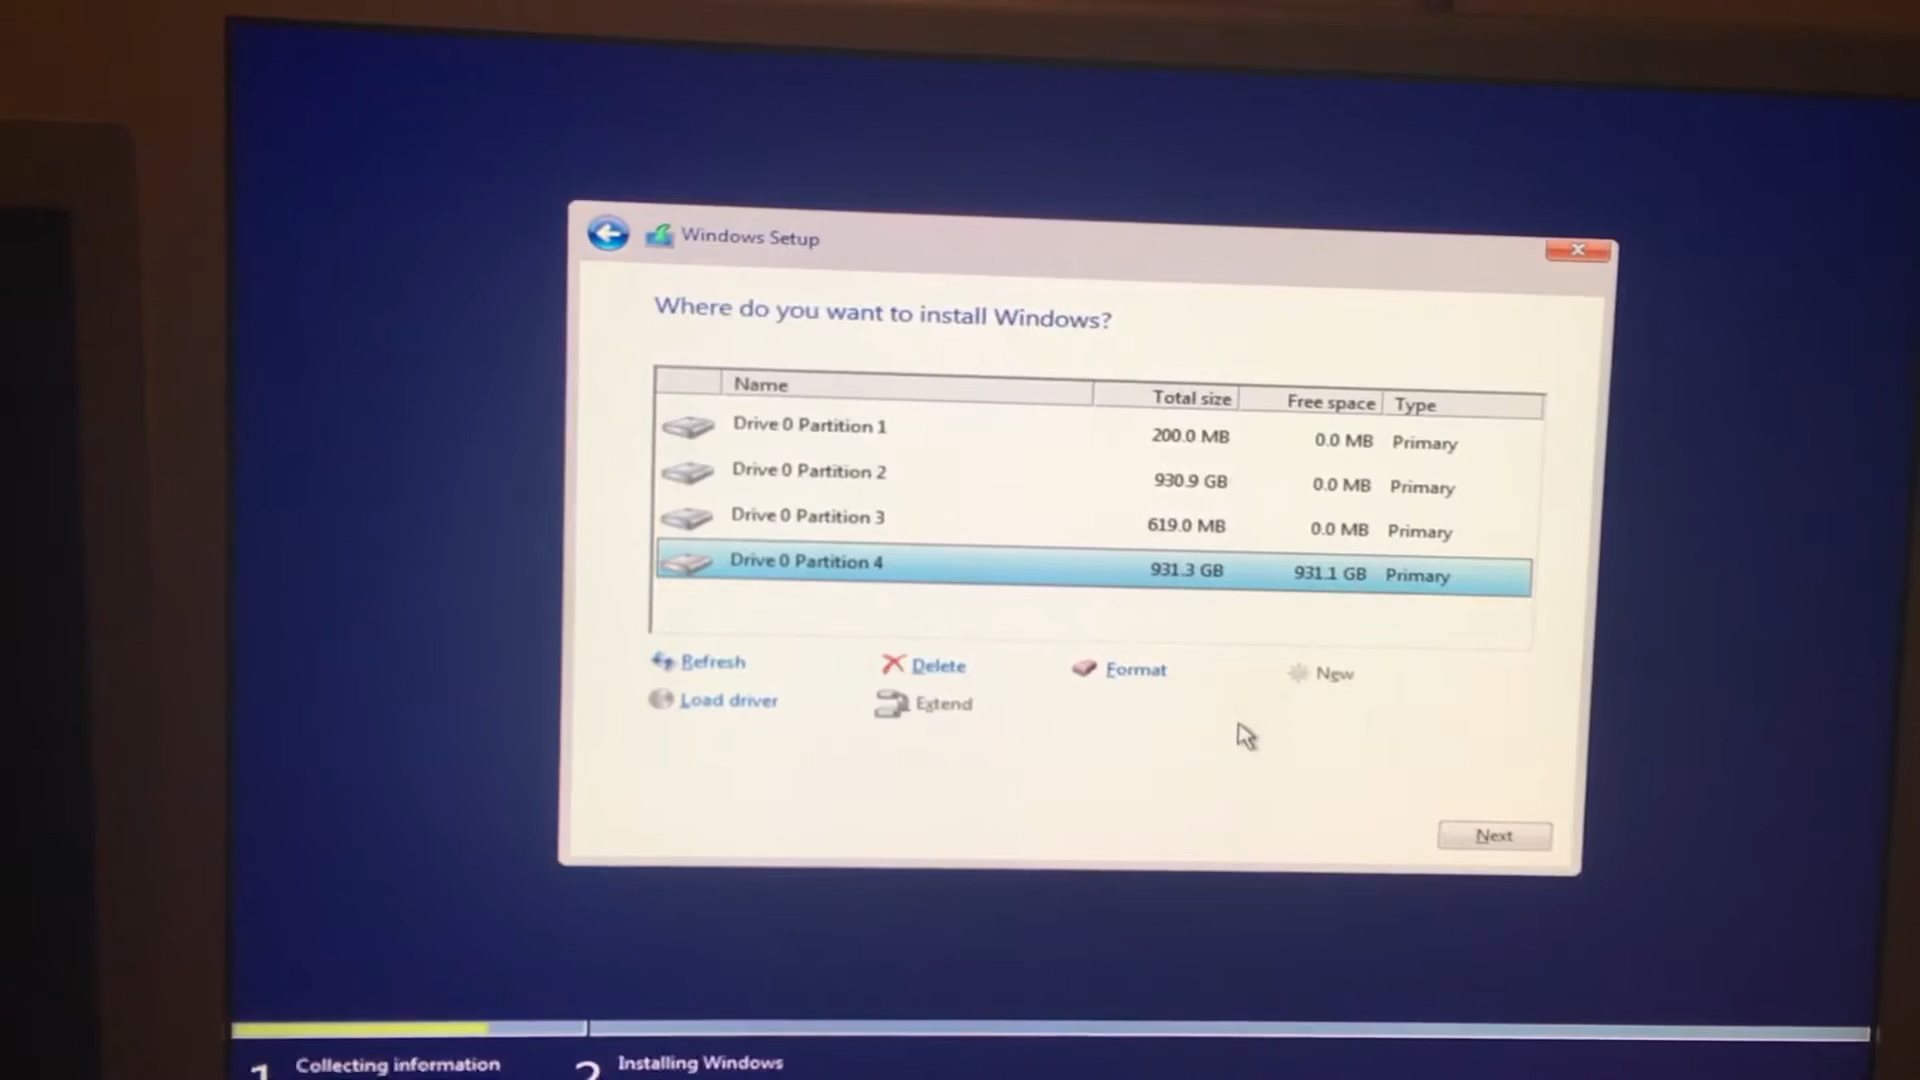 Windows Setup
Where do you want to install Windows?
Name Total size Free space Type
Drive 0 Partition 1 200.0 MB 0.0 MB Primary
Drive 0 Partition 2 930.9 GB 0.0 MB Primary
Drive 0 Partition 3 619.0 MB 0.0 MB Primary
Drive 0 Partition 4 931.3 GB 931.1 GB Primary
Refresh Delete Format New
Load driver Extend
Next
1 Collecting information 2 Installing Windows